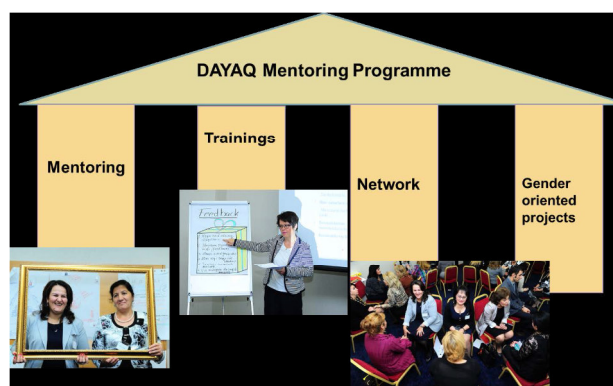 DAYAQ Mentoring Programme
Mentoring
Trainings
Network
Gender
oriented
projects
Feedback